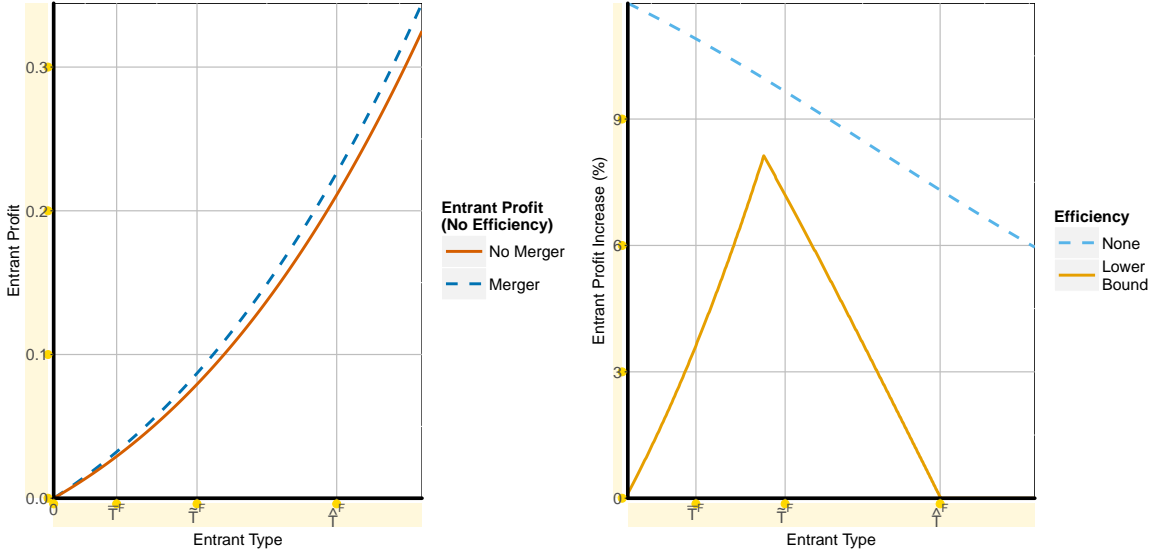 Entrant Profit
0.3
0.2
0.1
0.0
0
T̿ᶠ
T̃ᶠ
T̂ᶠ
Entrant Type
Entrant Profit
(No Efficiency)
No Merger
Merger
Entrant Profit Increase (%)
9
6
3
0
T̿ᶠ
T̃ᶠ
T̂ᶠ
Entrant Type
Efficiency
None
Lower
Bound